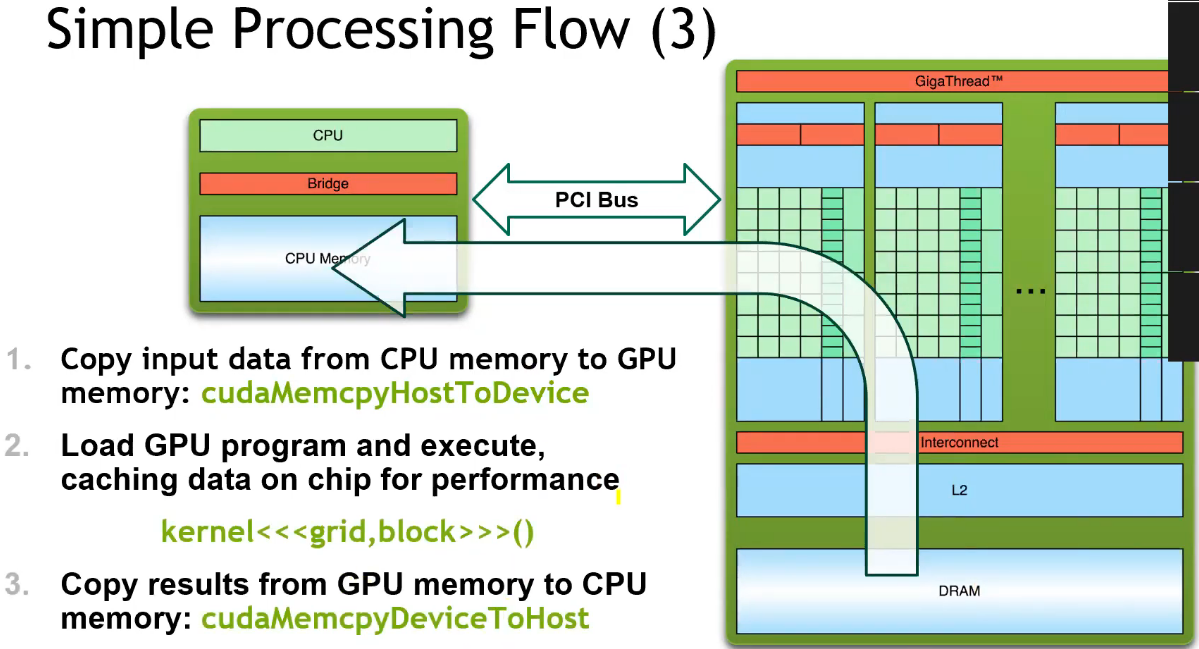 Simple Processing Flow (3)
GigaThread™
CPU
Bridge
PCI Bus
CPU Memory
...
1. Copy input data from CPU memory to GPU
memory: cudaMemcpyHostToDevice
2. Load GPU program and execute,
caching data on chip for performance
kernel<<<grid,block>>>()
3. Copy results from GPU memory to CPU
memory: cudaMemcpyDeviceToHost
Interconnect
L2
DRAM